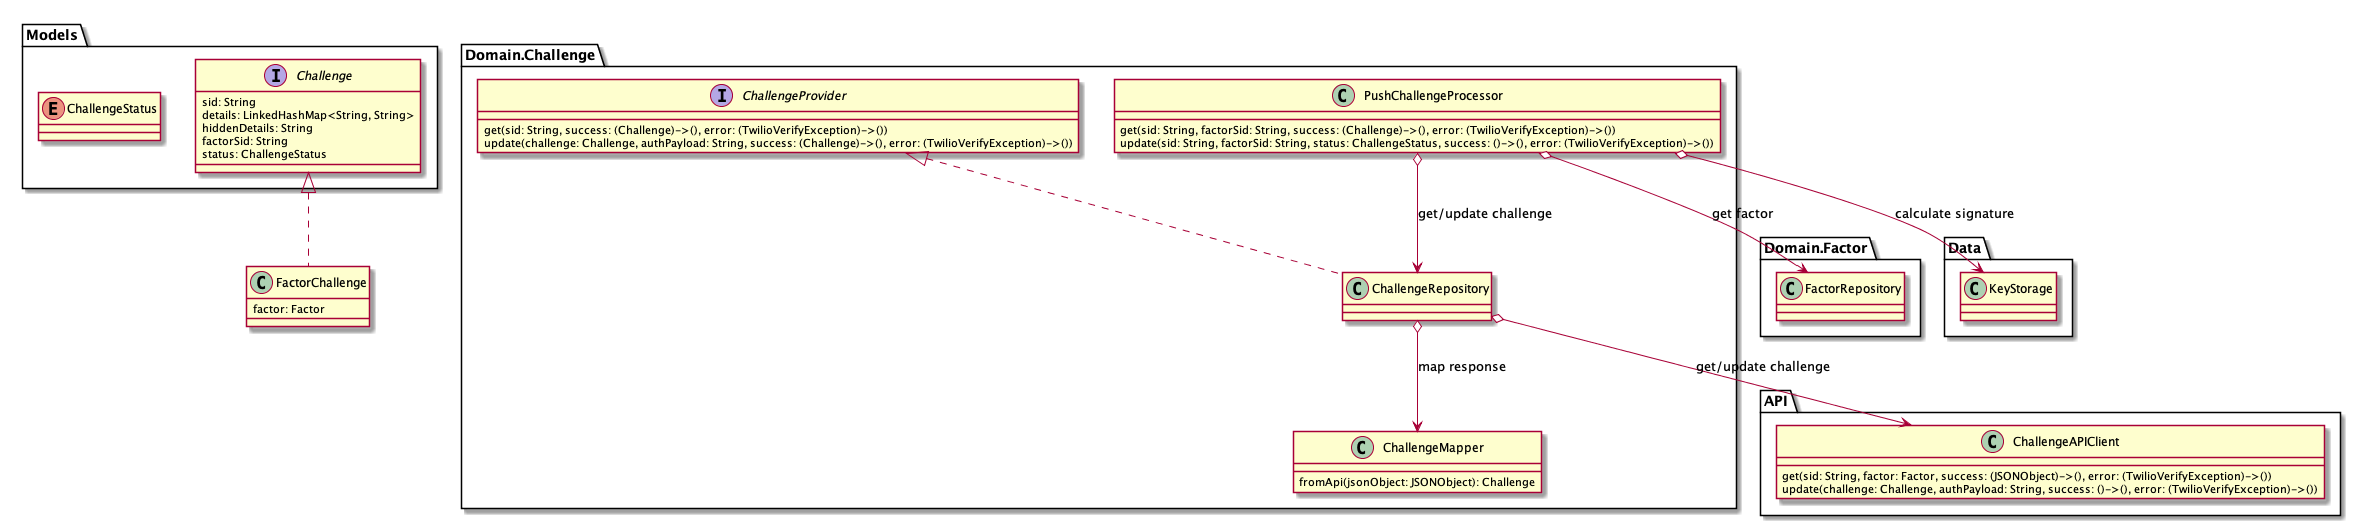 Models
E ChallengeStatus
I Challenge
sid: String
details: LinkedHashMap<String, String>
hiddenDetails: String
factorSid: String
status: ChallengeStatus
C FactorChallenge
factor: Factor
Domain.Challenge
I ChallengeProvider
get(sid: String, success: (Challenge)->(), error: (TwilioVerifyException)->())
update(challenge: Challenge, authPayload: String, success: (Challenge)->(), error: (TwilioVerifyException)->())
C PushChallengeProcessor
get(sid: String, factorSid: String, success: (Challenge)->(), error: (TwilioVerifyException)->())
update(sid: String, factorSid: String, status: ChallengeStatus, success: ()->(), error: (TwilioVerifyException)->())
get/update challenge
get factor
calculate signature
C ChallengeRepository
Domain.Factor
C FactorRepository
Data
C KeyStorage
map response
get/update challenge
C ChallengeMapper
fromApi(jsonObject: JSONObject): Challenge
API
C ChallengeAPIClient
get(sid: String, factor: Factor, success: (JSONObject)->(), error: (TwilioVerifyException)->())
update(challenge: Challenge, authPayload: String, success: ()->(), error: (TwilioVerifyException)->())